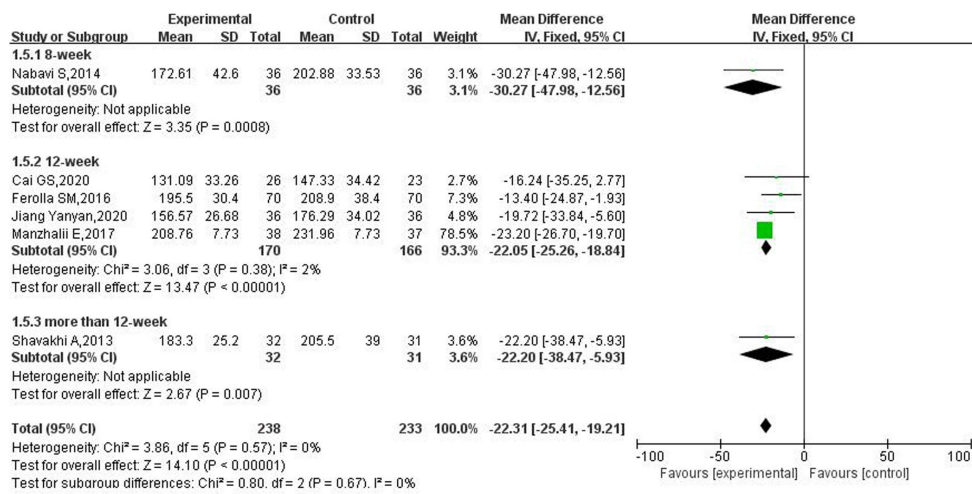 Experimental Control Mean Difference Mean Difference
Study or Subgroup Mean SD Total Mean SD Total Weight IV, Fixed, 95% CI IV, Fixed, 95% CI
1.5.1 8-week
Nabavi S,2014 172.61 42.6 36 202.88 33.53 36 3.1% -30.27 [-47.98, -12.56]
Subtotal (95% CI) 36 36 3.1% -30.27 [-47.98, -12.56]
Heterogeneity: Not applicable
Test for overall effect: Z = 3.35 (P = 0.0008)
1.5.2 12-week
Cai GS,2020 131.09 33.26 26 147.33 34.42 23 2.7% -16.24 [-35.25, 2.77]
Ferolla SM,2016 195.5 30.4 70 208.9 38.4 70 7.3% -13.40 [-24.87, -1.93]
Jiang Yanyan,2020 156.57 26.68 36 176.29 34.02 36 4.8% -19.72 [-33.84, -5.60]
Manzhalii E,2017 208.76 7.73 38 231.96 7.73 37 78.5% -23.20 [-26.70, -19.70]
Subtotal (95% CI) 170 166 93.3% -22.05 [-25.26, -18.84]
Heterogeneity: Chi² = 3.06, df = 3 (P = 0.38); I² = 2%
Test for overall effect: Z = 13.47 (P < 0.00001)
1.5.3 more than 12-week
Shavakhi A,2013 183.3 25.2 32 205.5 39 31 3.6% -22.20 [-38.47, -5.93]
Subtotal (95% CI) 32 31 3.6% -22.20 [-38.47, -5.93]
Heterogeneity: Not applicable
Test for overall effect: Z = 2.67 (P = 0.007)
Total (95% CI) 238 233 100.0% -22.31 [-25.41, -19.21]
Heterogeneity: Chi² = 3.86, df = 5 (P = 0.57); I² = 0%
Test for overall effect: Z = 14.10 (P < 0.00001)
Test for subgroup differences: Chi² = 0.80, df = 2 (P = 0.67), I² = 0%
-100 -50 0 50 100
Favours [experimental] Favours [control]